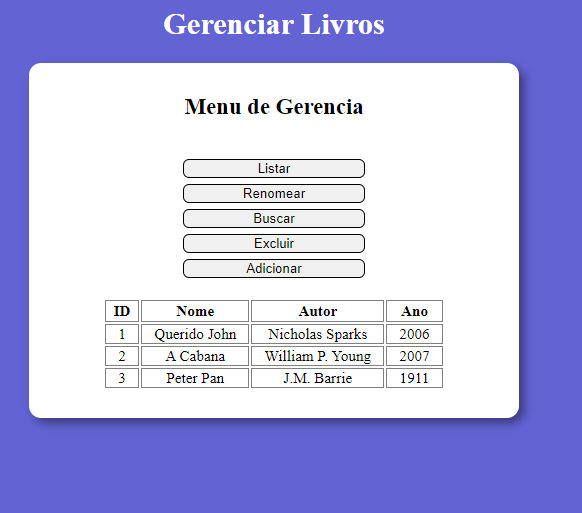 Gerenciar Livros
Menu de Gerencia
Listar
Renomear
Buscar
Excluir
Adicionar
ID Nome Autor Ano
1 Querido John Nicholas Sparks 2006
2 A Cabana William P. Young 2007
3 Peter Pan J.M. Barrie 1911